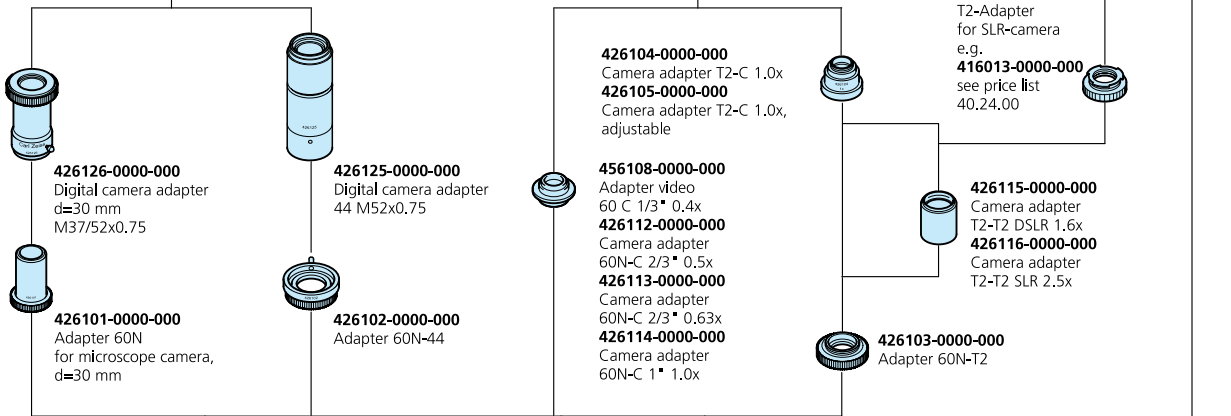 426126-0000-000
Digital camera adapter
d=30 mm
M37/52x0.75
426101-0000-000
Adapter 60N
for microscope camera,
d=30 mm
426125-0000-000
Digital camera adapter
44 M52x0.75
426102-0000-000
Adapter 60N-44
426104-0000-000
Camera adapter T2-C 1.0x
426105-0000-000
Camera adapter T2-C 1.0x,
adjustable
456108-0000-000
Adapter video
60 C 1/3" 0.4x
426112-0000-000
Camera adapter
60N-C 2/3" 0.5x
426113-0000-000
Camera adapter
60N-C 2/3" 0.63x
426114-0000-000
Camera adapter
60N-C 1" 1.0x
T2-Adapter
for SLR-camera
e.g.
416013-0000-000
see price list
40.24.00
426115-0000-000
Camera adapter
T2-T2 DSLR 1.6x
426116-0000-000
Camera adapter
T2-T2 SLR 2.5x
426103-0000-000
Adapter 60N-T2
Carl Zeiss
426125
426102